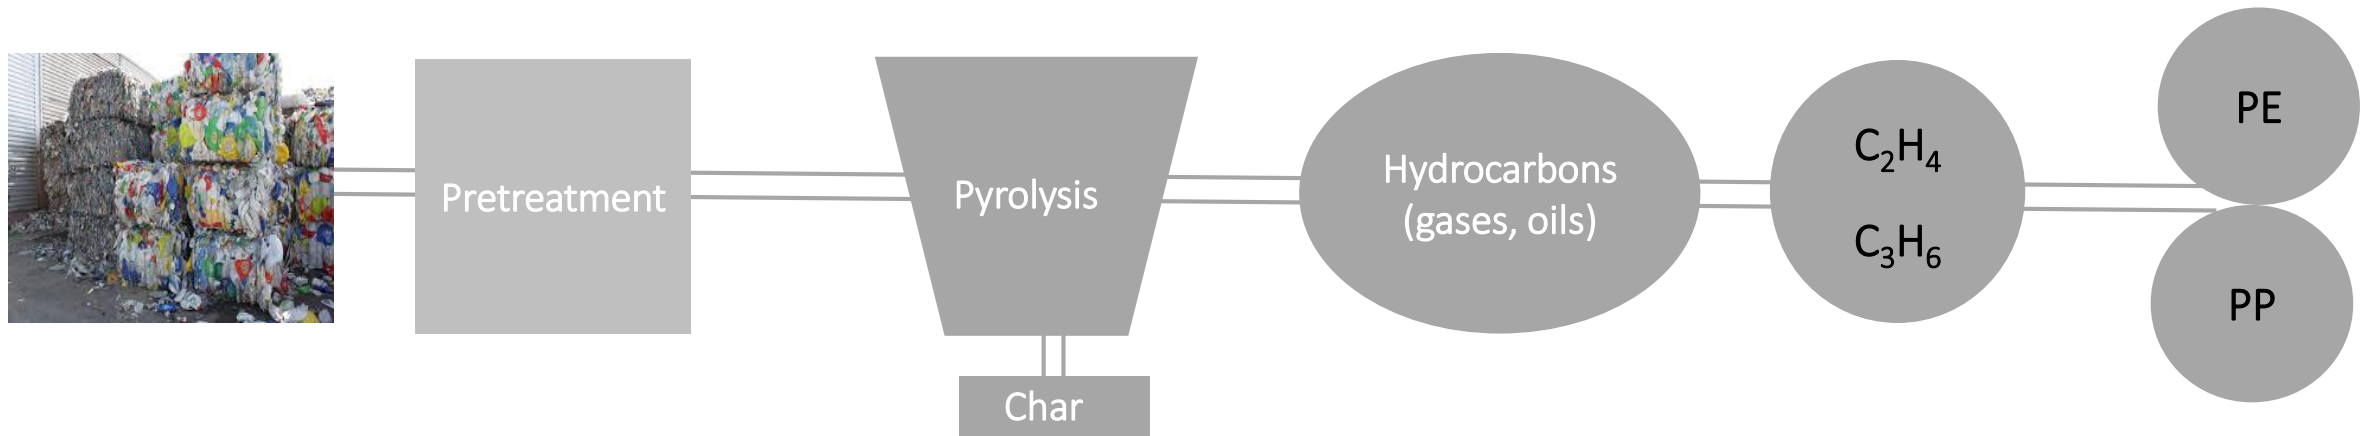 Pretreatment
Pyrolysis
Char
Hydrocarbons
(gases, oils)
C₂H₄
C₃H₆
PE
PP